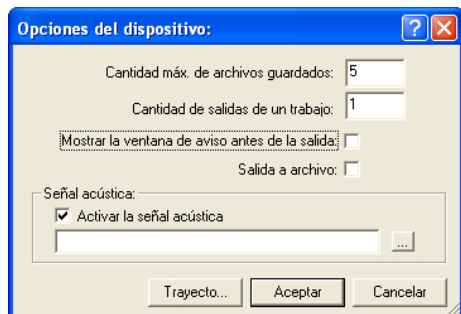 Opciones del dispositivo:
Cantidad máx. de archivos guardados: 5
Cantidad de salidas de un trabajo: 1
Mostrar la ventana de aviso antes de la salida:
Salida a archivo:
Señal acústica:
Activar la señal acústica
...
Trayecto... Aceptar Cancelar